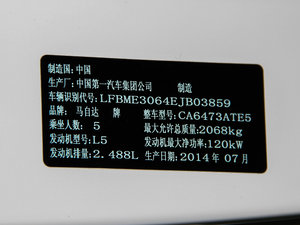 制造国：中国
生产厂：中国第一汽车集团公司 制造
车辆识别代号：LFBME3064EJB03859
品牌：马自达 牌 整车型号：CA6473ATE5
乘坐人数：5 最大允许总质量：2068kg
发动机型号：L5 发动机最大净功率：120kW
发动机排量：2.488L 生产日期：2014年07月